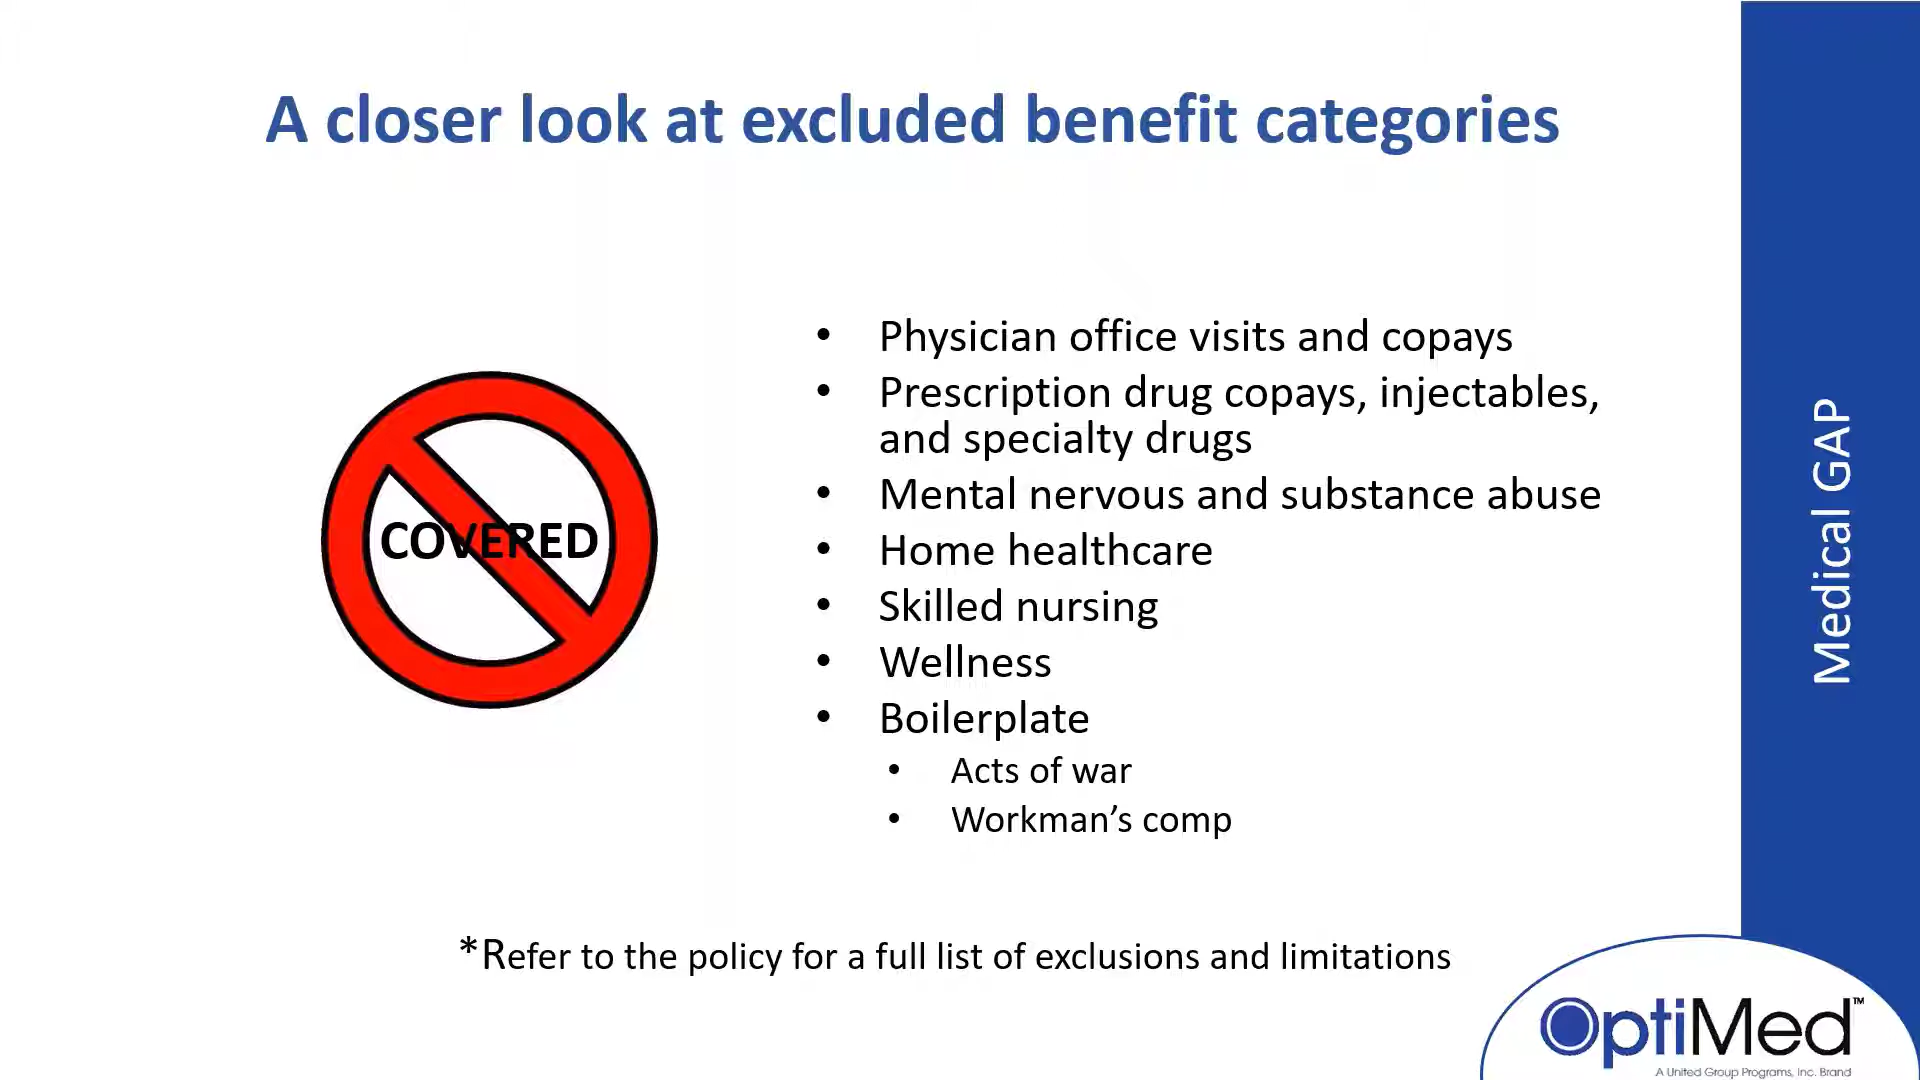 A closer look at excluded benefit categories
COVERED
• Physician office visits and copays
• Prescription drug copays, injectables,
and specialty drugs
• Mental nervous and substance abuse
• Home healthcare
• Skilled nursing
• Wellness
• Boilerplate
• Acts of war
• Workman’s comp
*Refer to the policy for a full list of exclusions and limitations
Medical GAP
OptiMed™
A United Group Programs, Inc. Brand